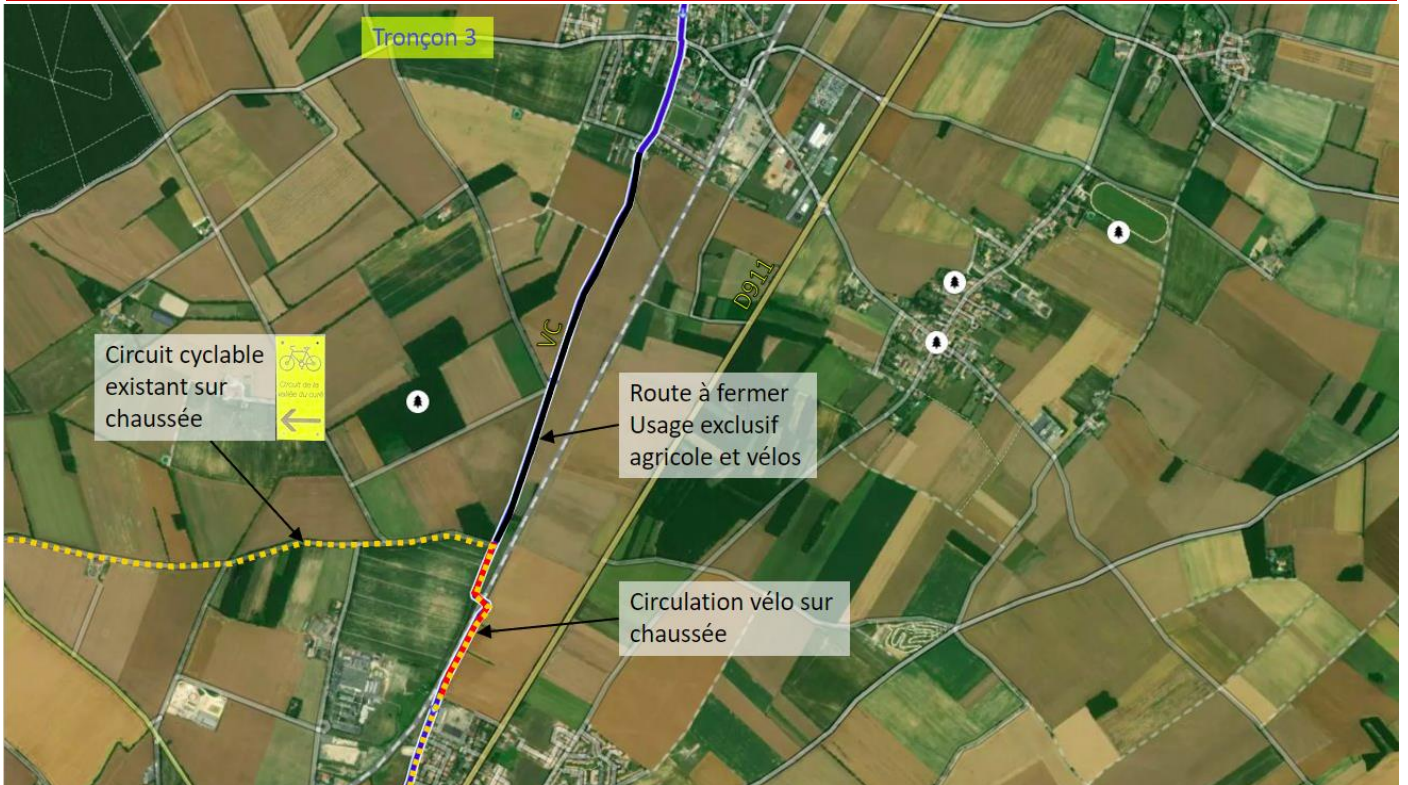 Tronçon 3
D911
VC
Circuit cyclable
existant sur
chaussée
Circuit de la
vallée du curé
Route à fermer
Usage exclusif
agricole et vélos
Circulation vélo sur
chaussée